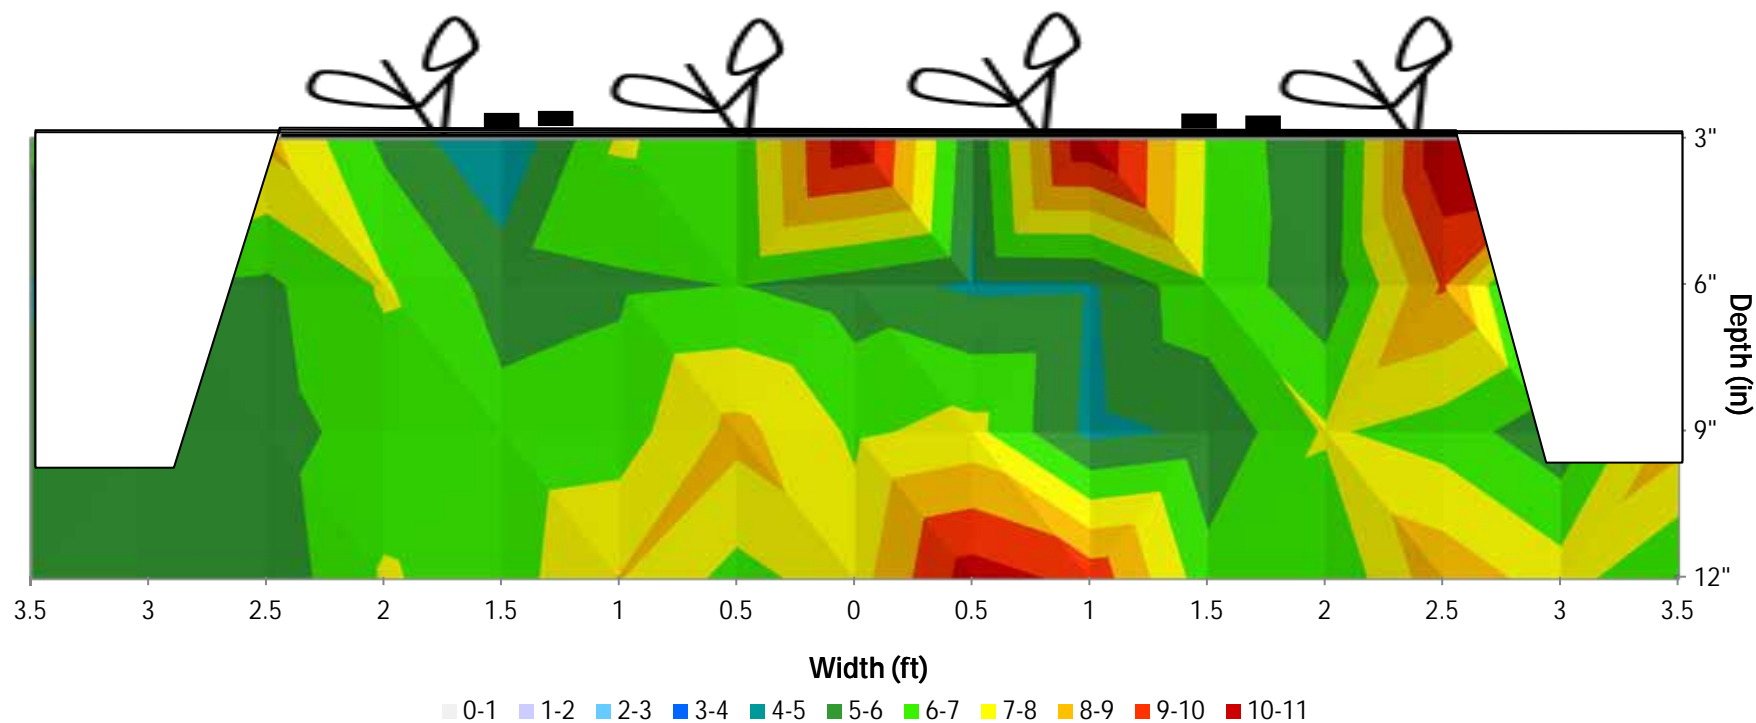 3"
6"
9"
12"
Depth (in)
3.5 3 2.5 2 1.5 1 0.5 0 0.5 1 1.5 2 2.5 3 3.5
Width (ft)
0-1 1-2 2-3 3-4 4-5 5-6 6-7 7-8 8-9 9-10 10-11